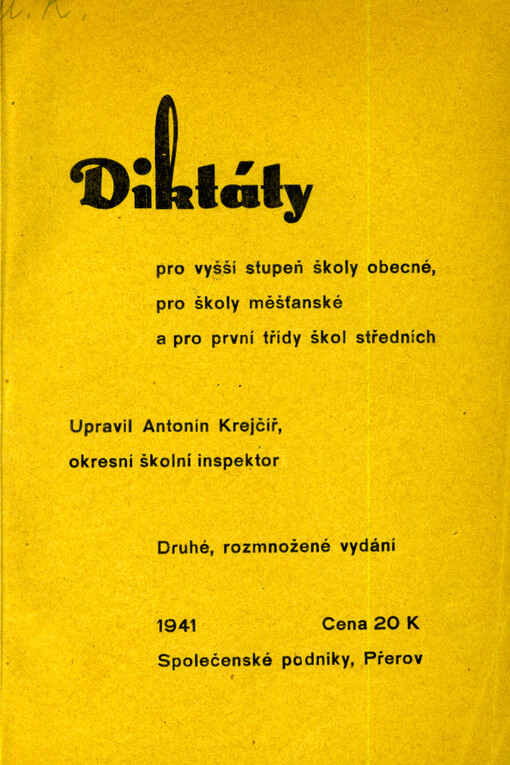 Diktáty
pro vyšší stupeň školy obecné,
pro školy měšťanské
a pro první třídy škol středních
Upravil Antonín Krejčíř,
okresní školní inspektor
Druhé, rozmnožené vydání
1941 Cena 20 K
Společenské podniky, Přerov